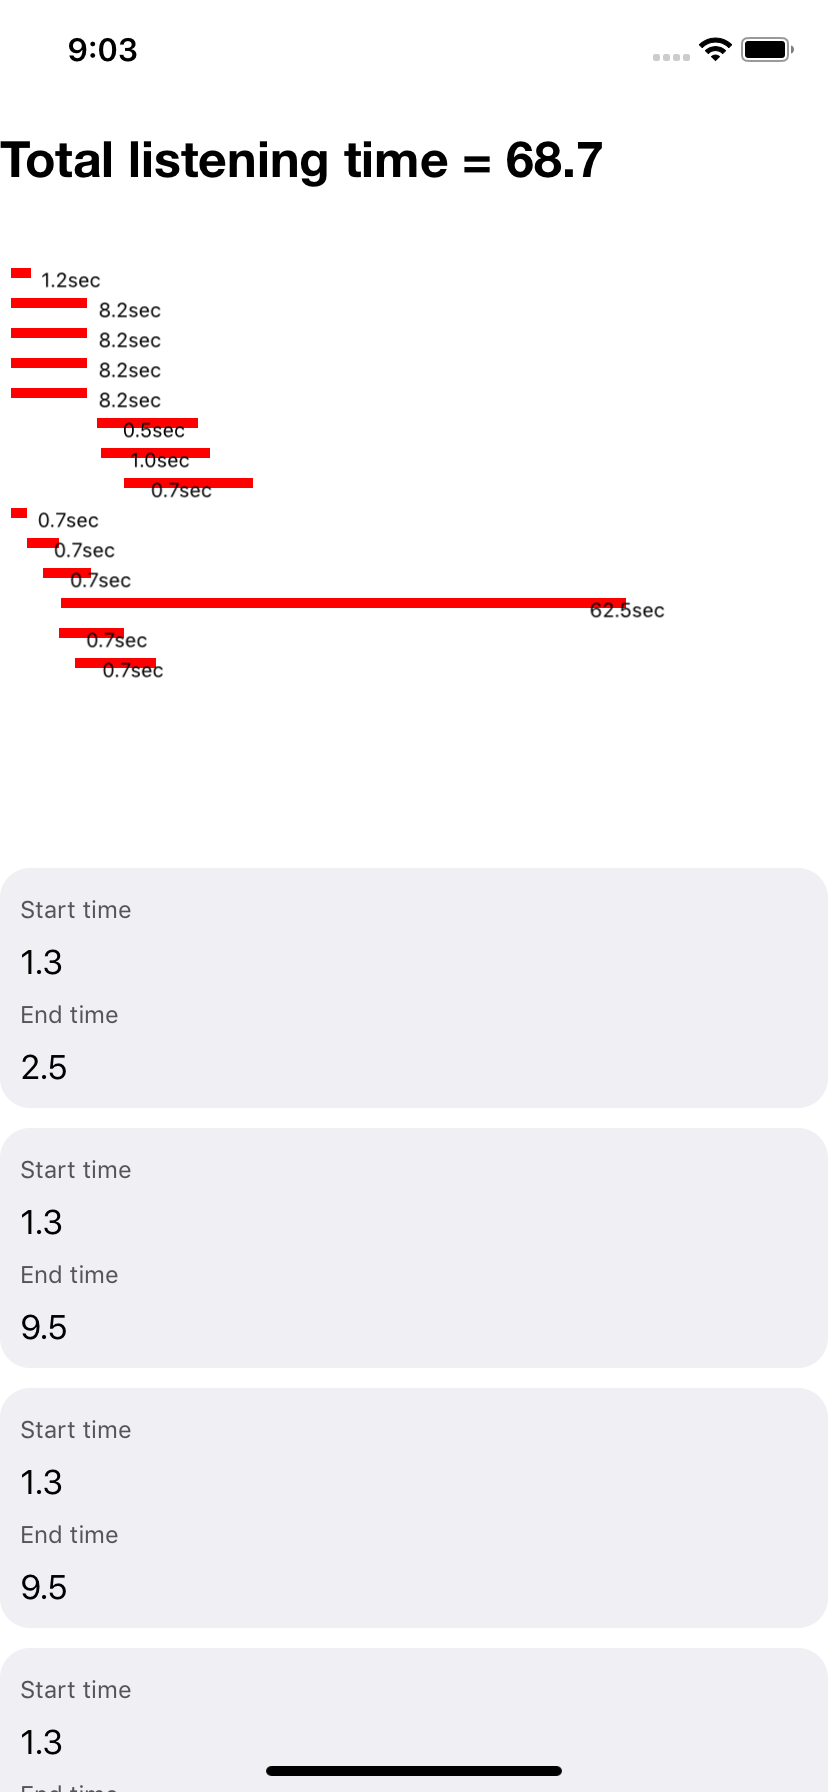 9:03
Total listening time = 68.7
1.2sec
8.2sec
8.2sec
8.2sec
8.2sec
0.5sec
1.0sec
0.7sec
0.7sec
0.7sec
0.7sec
62.5sec
0.7sec
0.7sec
Start time
1.3
End time
2.5
Start time
1.3
End time
9.5
Start time
1.3
End time
9.5
Start time
1.3
End time